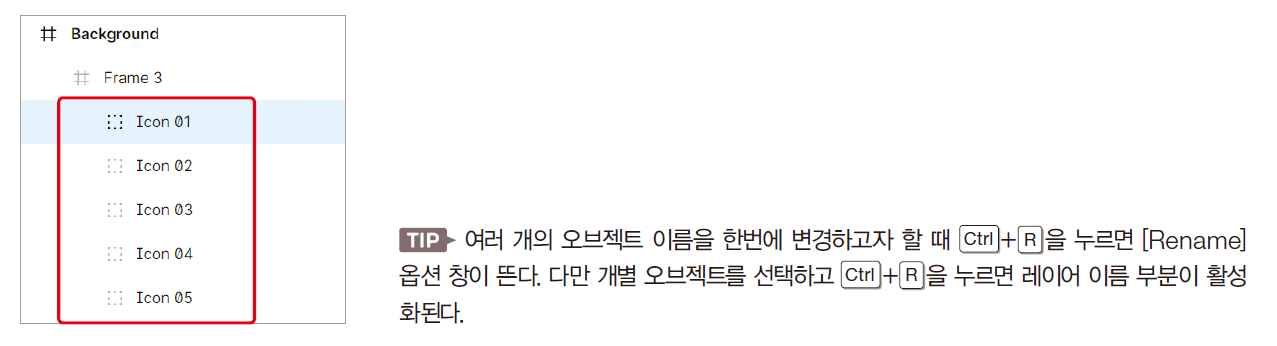 Background
Frame 3
Icon 01
Icon 02
Icon 03
Icon 04
Icon 05
TIP 여러 개의 오브젝트 이름을 한번에 변경하고자 할 때 Ctrl+R을 누르면 [Rename]
옵션 창이 뜬다. 다만 개별 오브젝트를 선택하고 Ctrl+R을 누르면 레이어 이름 부분이 활성
화된다.